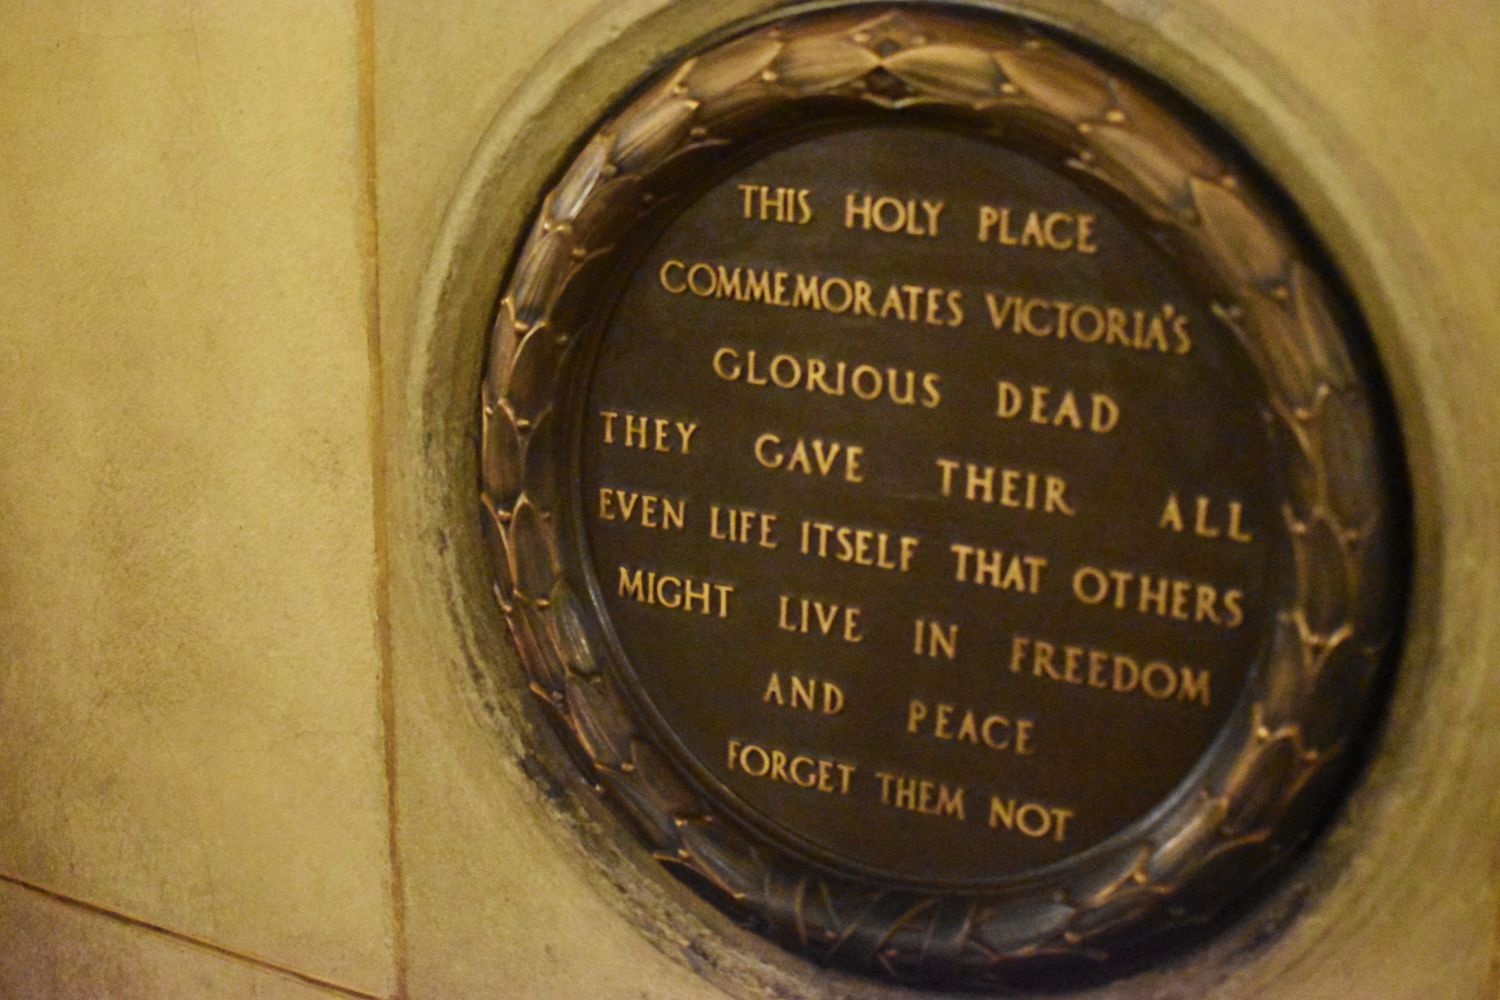 THIS HOLY PLACE
COMMEMORATES VICTORIA'S
GLORIOUS DEAD
THEY GAVE THEIR ALL
EVEN LIFE ITSELF THAT OTHERS
MIGHT LIVE IN FREEDOM
AND PEACE
FORGET THEM NOT